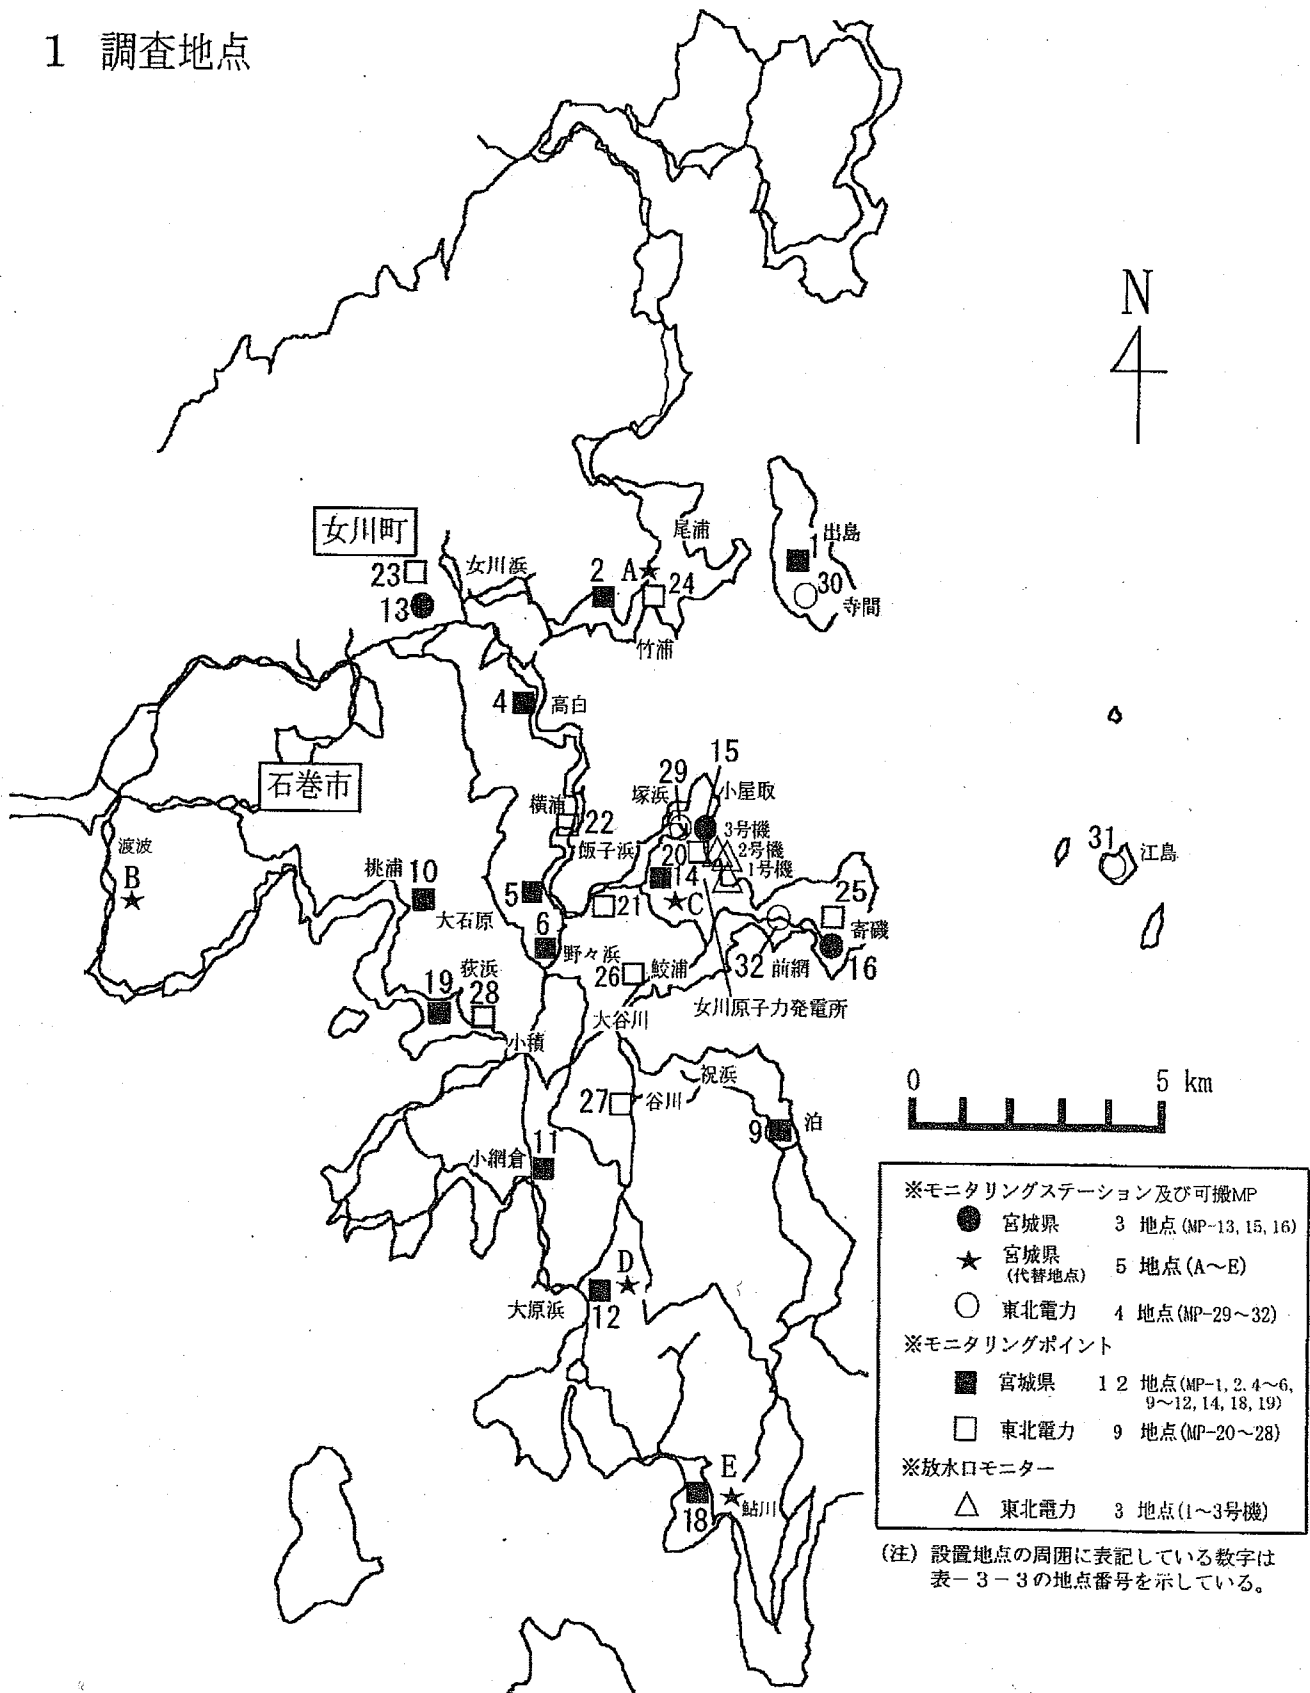 1 調査地点
N
女川町
23
13
女川浜
2
A
24
尾浦
竹浦
1
出島
30
寺間
4
高白
石巻市
渡波
B
横浦
22
飯子浜
29
15
塚浜
小屋取
3号機
2号機
1号機
20
14
C
21
5
6
野々浜
桃浦
10
大石原
25
寄磯
16
32
前網
女川原子力発電所
31
江島
26
鮫浦
大谷川
19
荻浜
28
小積
27
谷川
祝浜
9
泊
11
小網倉
D
12
大原浜
E
18
鮎川
0
5 km
※モニタリングステーション及び可搬MP
宮城県 3 地点(MP-13, 15, 16)
宮城県 5 地点(A〜E)
(代替地点)
東北電力 4 地点(MP-29〜32)
※モニタリングポイント
宮城県 12 地点(MP-1, 2. 4〜6,
9〜12, 14, 18, 19)
東北電力 9 地点(MP-20〜28)
※放水口モニター
東北電力 3 地点(1〜3号機)
(注) 設置地点の周囲に表記している数字は
表−3−3の地点番号を示している。